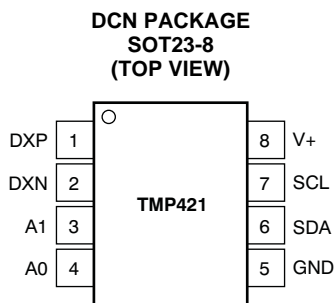 DCN PACKAGE
SOT23-8
(TOP VIEW)
DXP 1 8 V+
DXN 2 7 SCL
TMP421
A1 3 6 SDA
A0 4 5 GND